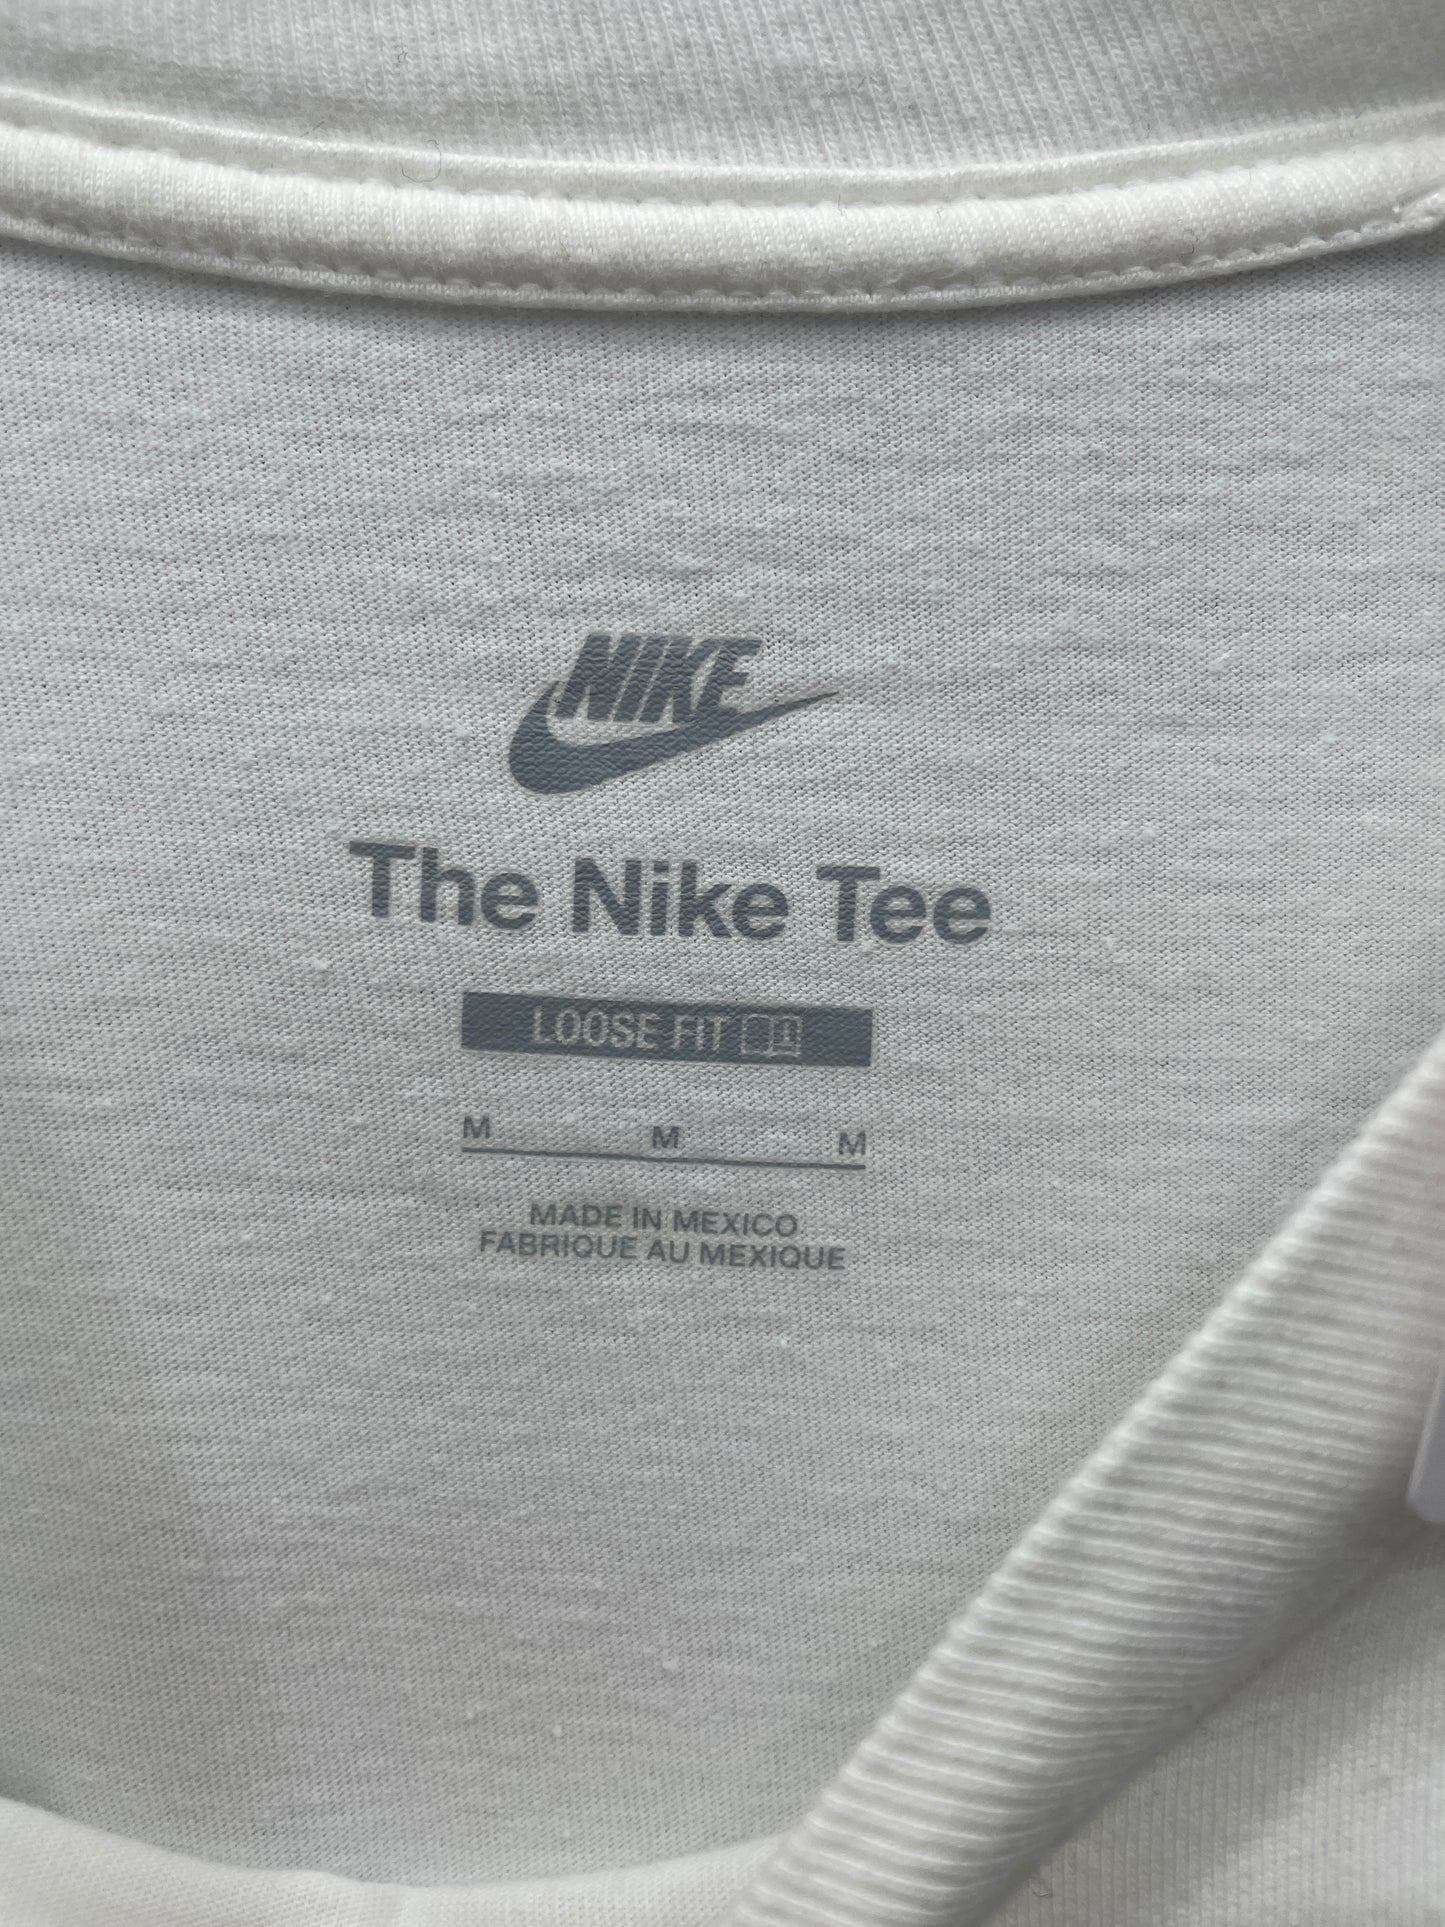 NIKE
The Nike Tee
LOOSE FIT
M M M
MADE IN MEXICO
FABRIQUE AU MEXIQUE